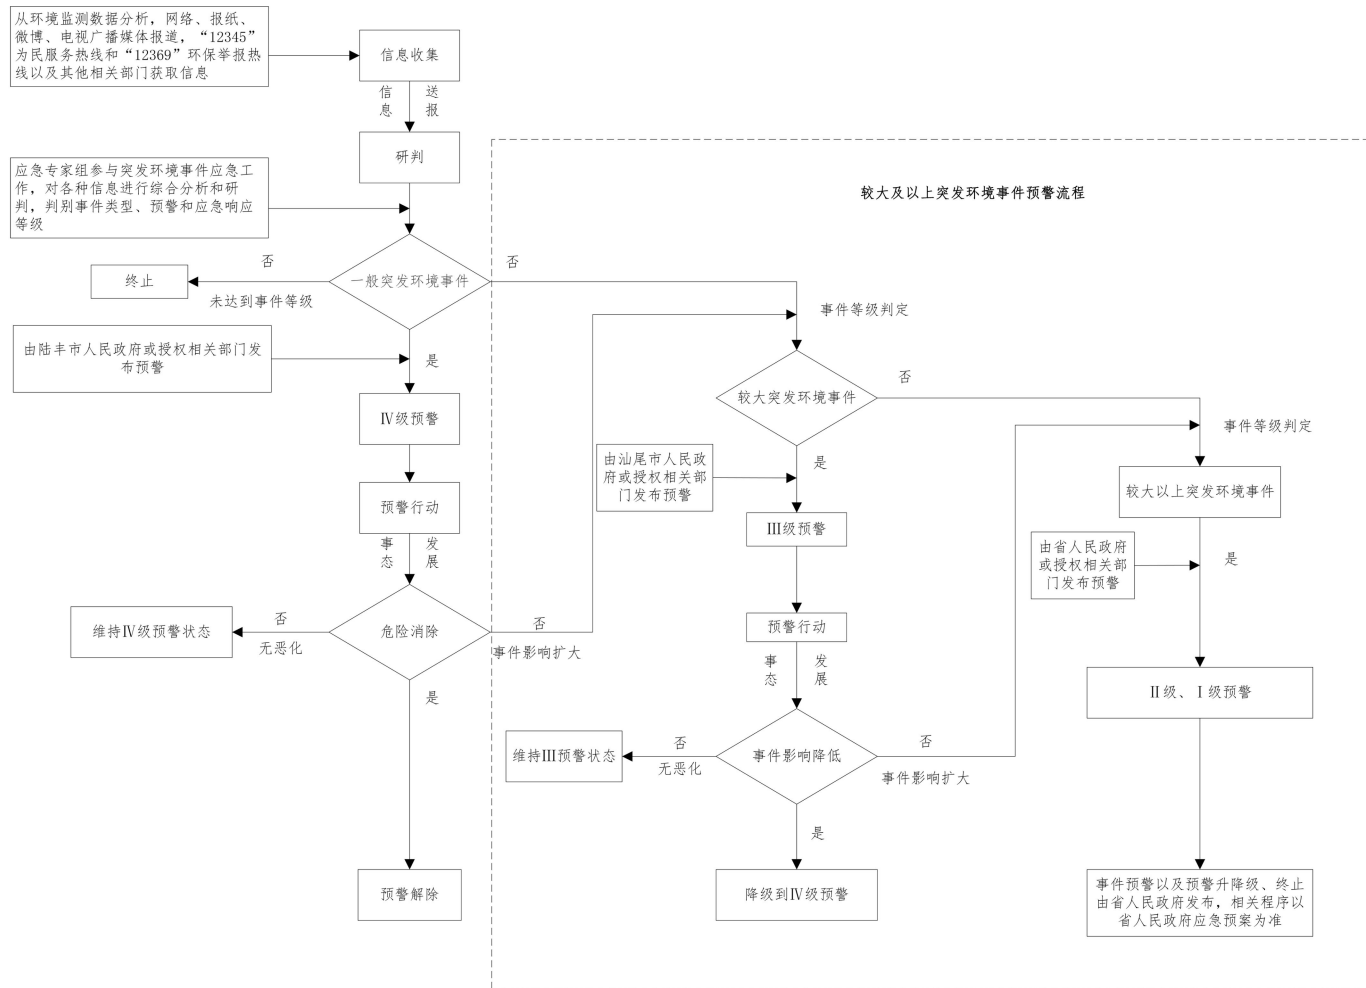 从环境监测数据分析，网络、报纸、
微博、电视广播媒体报道，“12345”
为民服务热线和“12369”环保举报热
线以及其他相关部门获取信息
信息收集
信息
送报
研判
应急专家组参与突发环境事件应急工
作，对各种信息进行综合分析和研
判，判别事件类型、预警和应急响应
等级
较大及以上突发环境事件预警流程
否
终止
未达到事件等级
一般突发环境事件
否
事件等级判定
由陆丰市人民政府或授权相关部门发
布预警
是
较大突发环境事件
否
Ⅳ级预警
事件等级判定
由汕尾市人民政
府或授权相关部
门发布预警
是
较大以上突发环境事件
预警行动
Ⅲ级预警
事态
发展
由省人民政府
或授权相关部
门发布预警
是
维持Ⅳ级预警状态
否
无恶化
危险消除
否
事件影响扩大
预警行动
事态
发展
是
Ⅱ级、Ⅰ级预警
维持Ⅲ预警状态
否
无恶化
事件影响降低
否
事件影响扩大
是
预警解除
降级到Ⅳ级预警
事件预警以及预警升降级、终止
由省人民政府发布，相关程序以
省人民政府应急预案为准